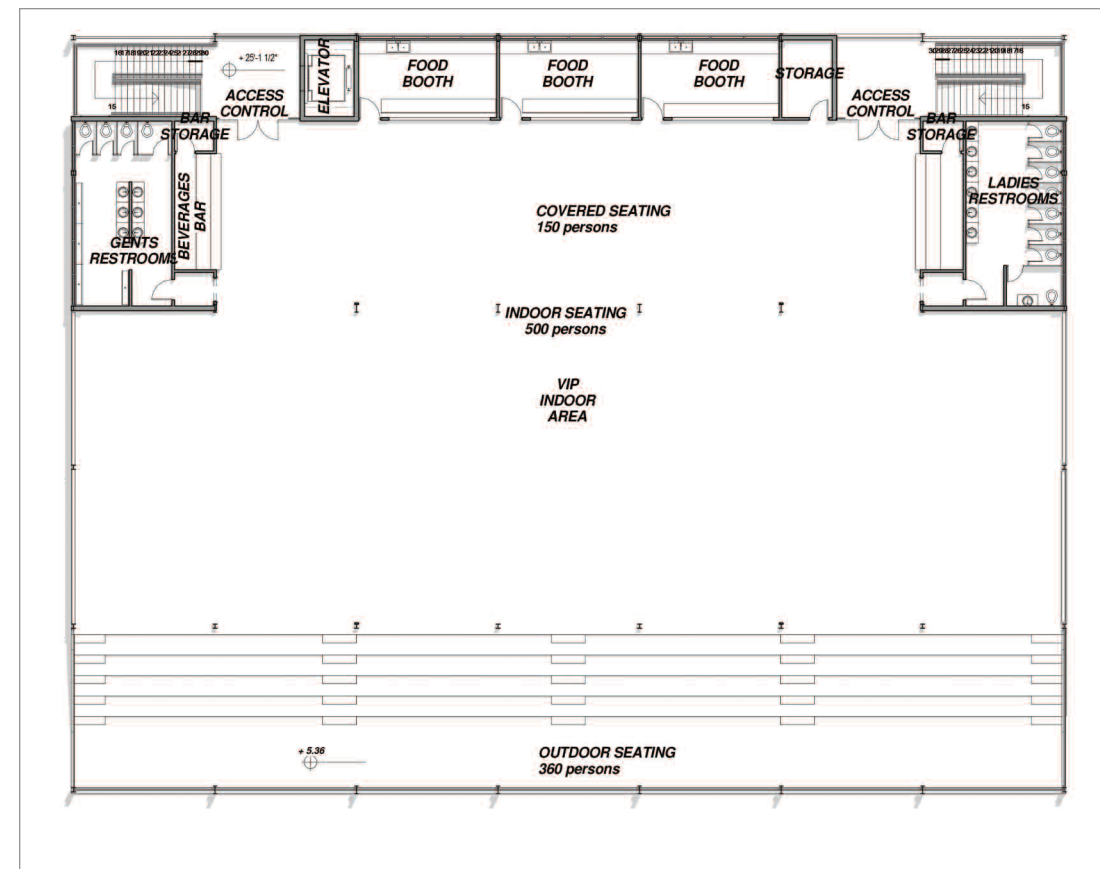 + 25'-1 1/2"
ACCESS
CONTROL
ELEVATOR
FOOD
BOOTH
FOOD
BOOTH
FOOD
BOOTH
STORAGE
ACCESS
CONTROL
15
15
BAR
STORAGE
BAR
STORAGE
BEVERAGES
BAR
GENTS
RESTROOMS
LADIES
RESTROOMS
COVERED SEATING
150 persons
INDOOR SEATING
500 persons
VIP
INDOOR
AREA
+ 5.36
OUTDOOR SEATING
360 persons